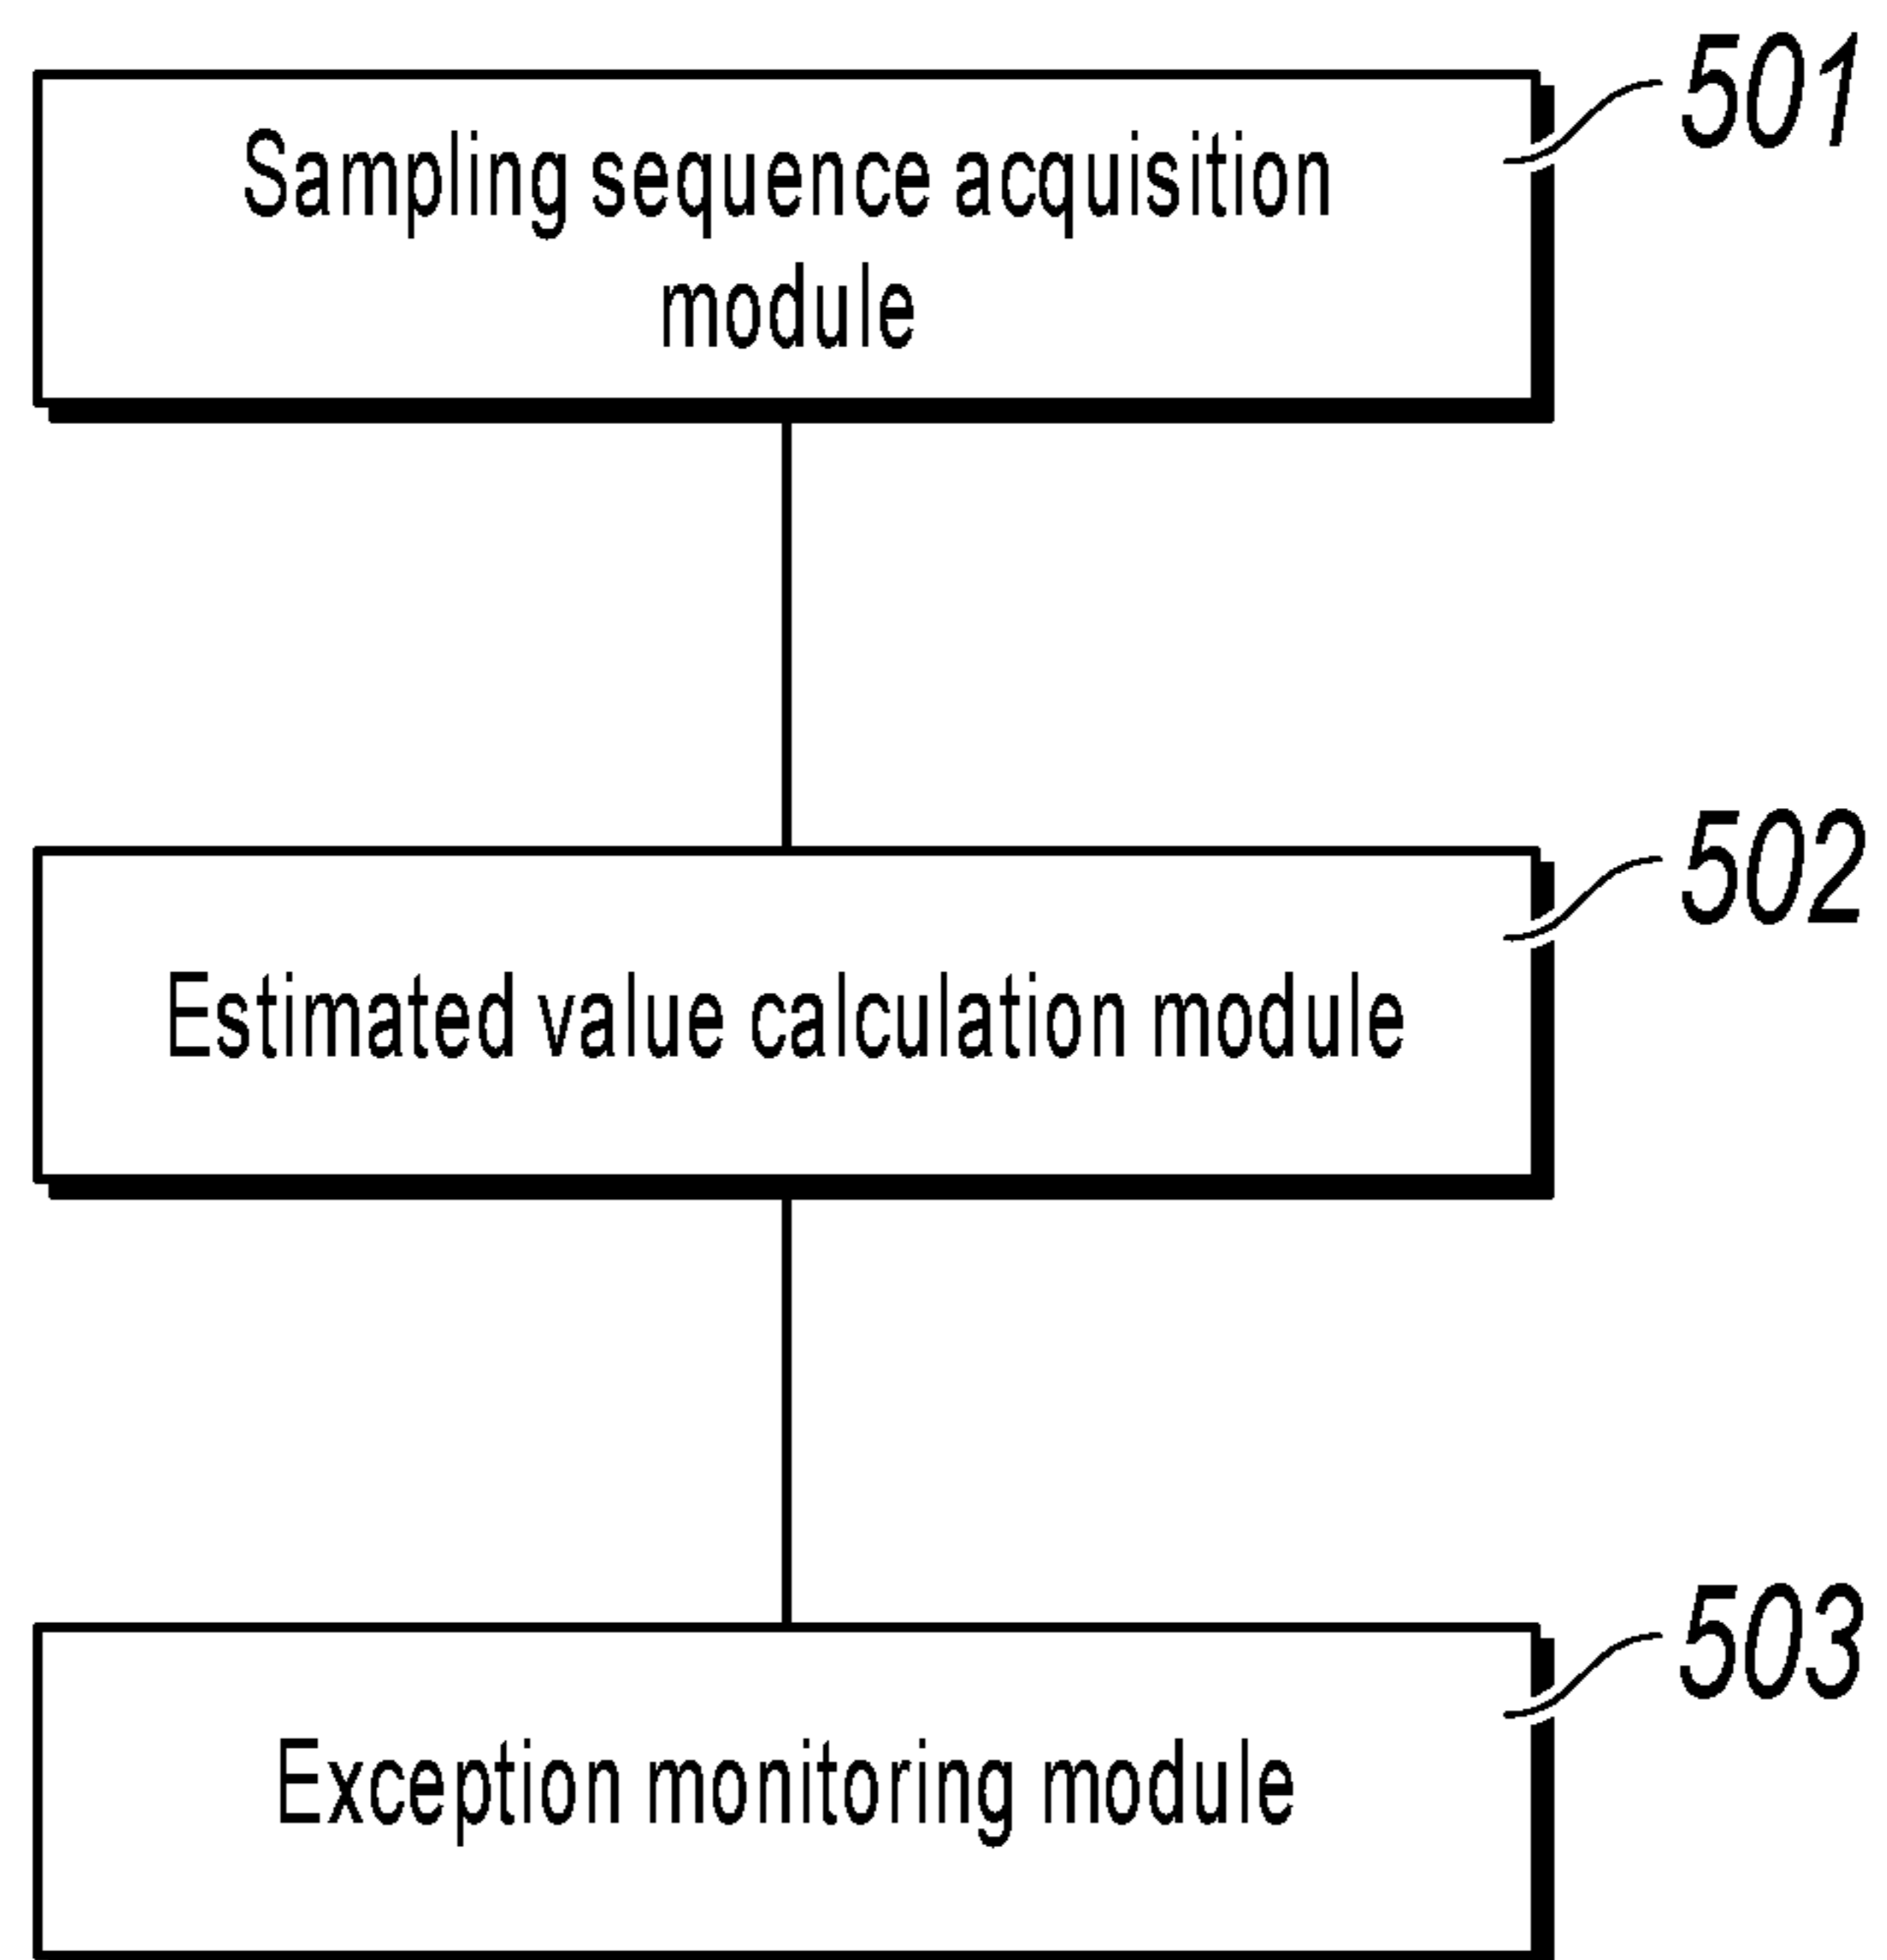 501
Sampling sequence acquisition
module
502
Estimated value calculation module
503
Exception monitoring module